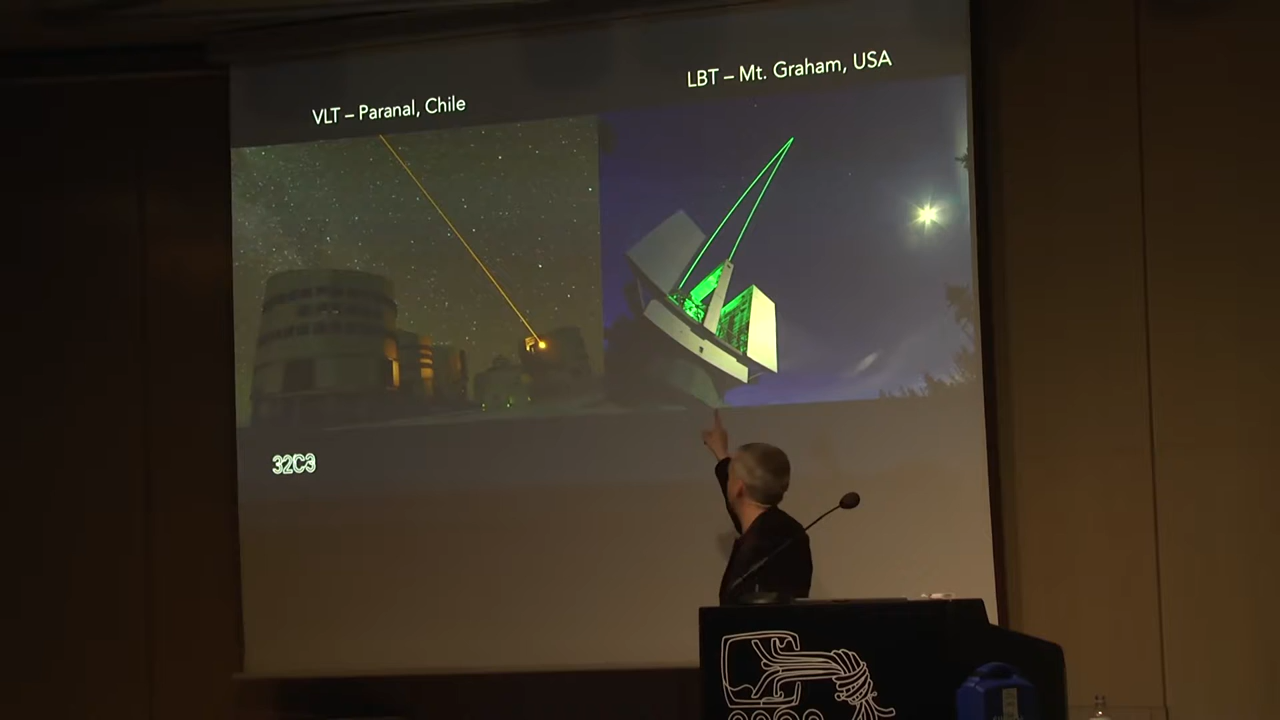 VLT – Paranal, Chile
LBT – Mt. Graham, USA
32C3